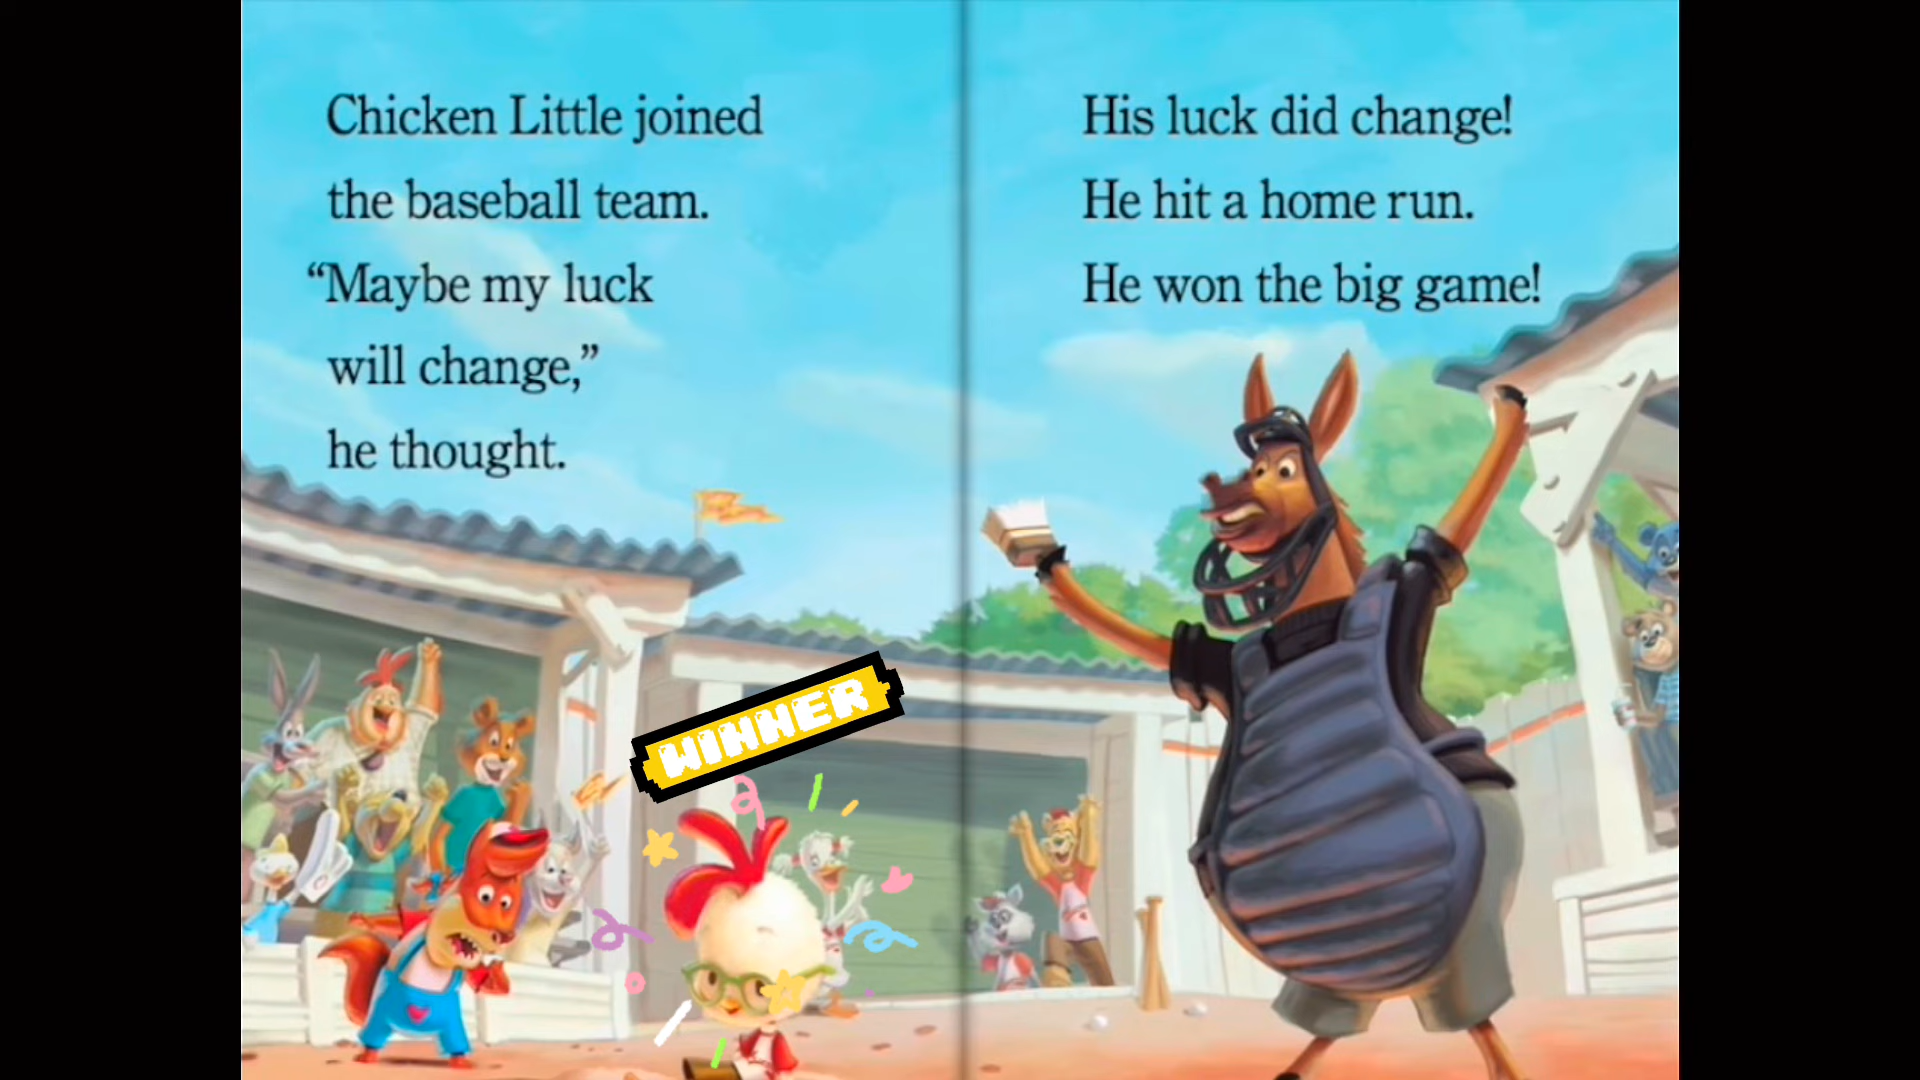 Chicken Little joined
the baseball team.
“Maybe my luck
will change,”
he thought.
His luck did change!
He hit a home run.
He won the big game!
WINNER